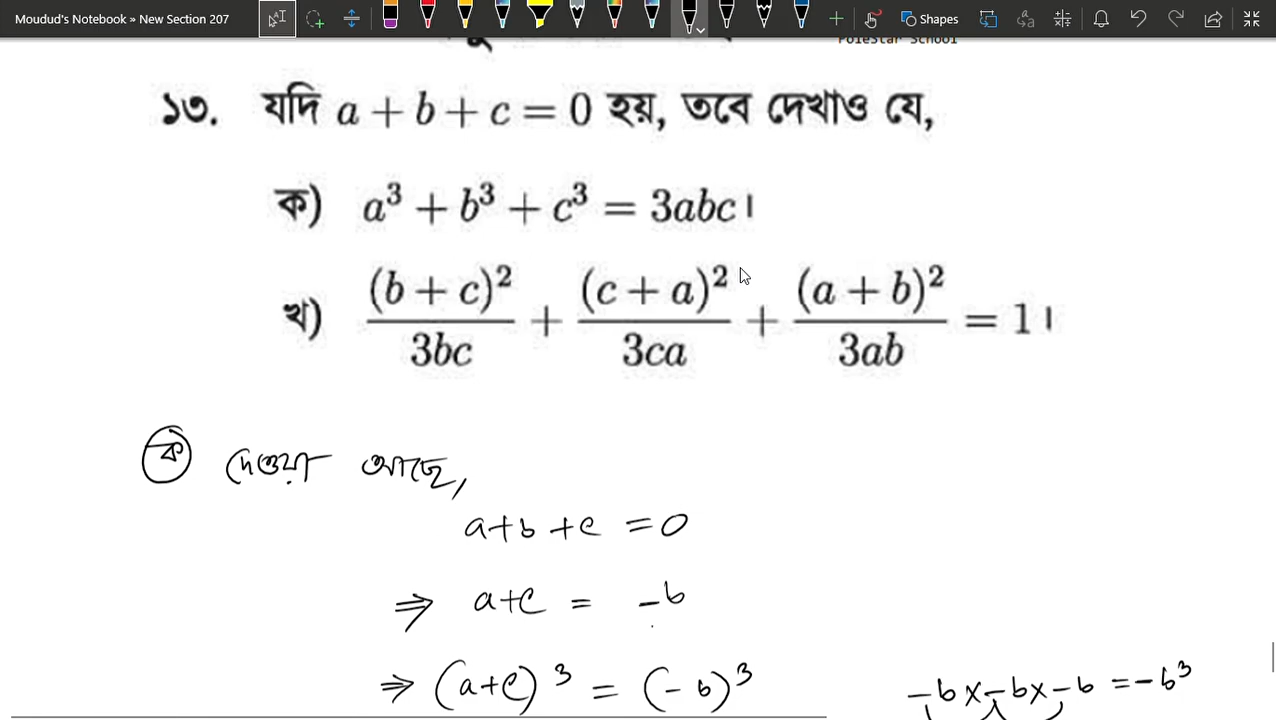 Moudud's Notebook » New Section 207
Shapes
PoleStar School
১৩. যদি a + b + c = 0 হয়, তবে দেখাও যে,
ক) a³ + b³ + c³ = 3abc।
খ) (b + c)²/3bc + (c + a)²/3ca + (a + b)²/3ab = 1।
ক দেওয়া আছে,
a+b+c = 0
⇒ a+c = -b
⇒ (a+c)³ = (-b)³
-b x -b x -b = -b³